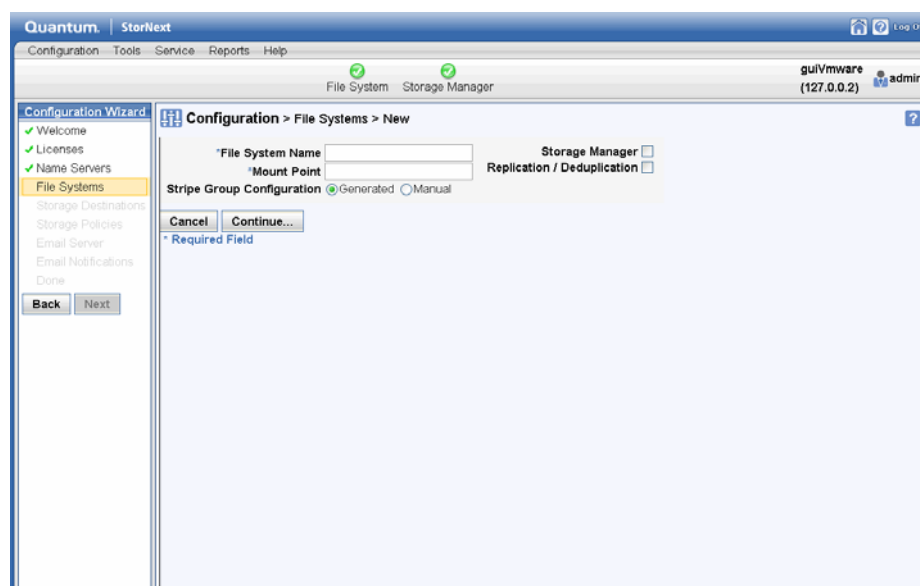 Quantum. | StorNext
Log O
Configuration Tools Service Reports Help
File System Storage Manager
guiVmware
(127.0.0.2)
admin
Configuration Wizard
Welcome
Licenses
Name Servers
File Systems
Storage Destinations
Storage Policies
Email Server
Email Notifications
Done
Back Next
Configuration > File Systems > New
?
*File System Name
*Mount Point
Stripe Group Configuration Generated Manual
Storage Manager
Replication / Deduplication
Cancel Continue...
* Required Field